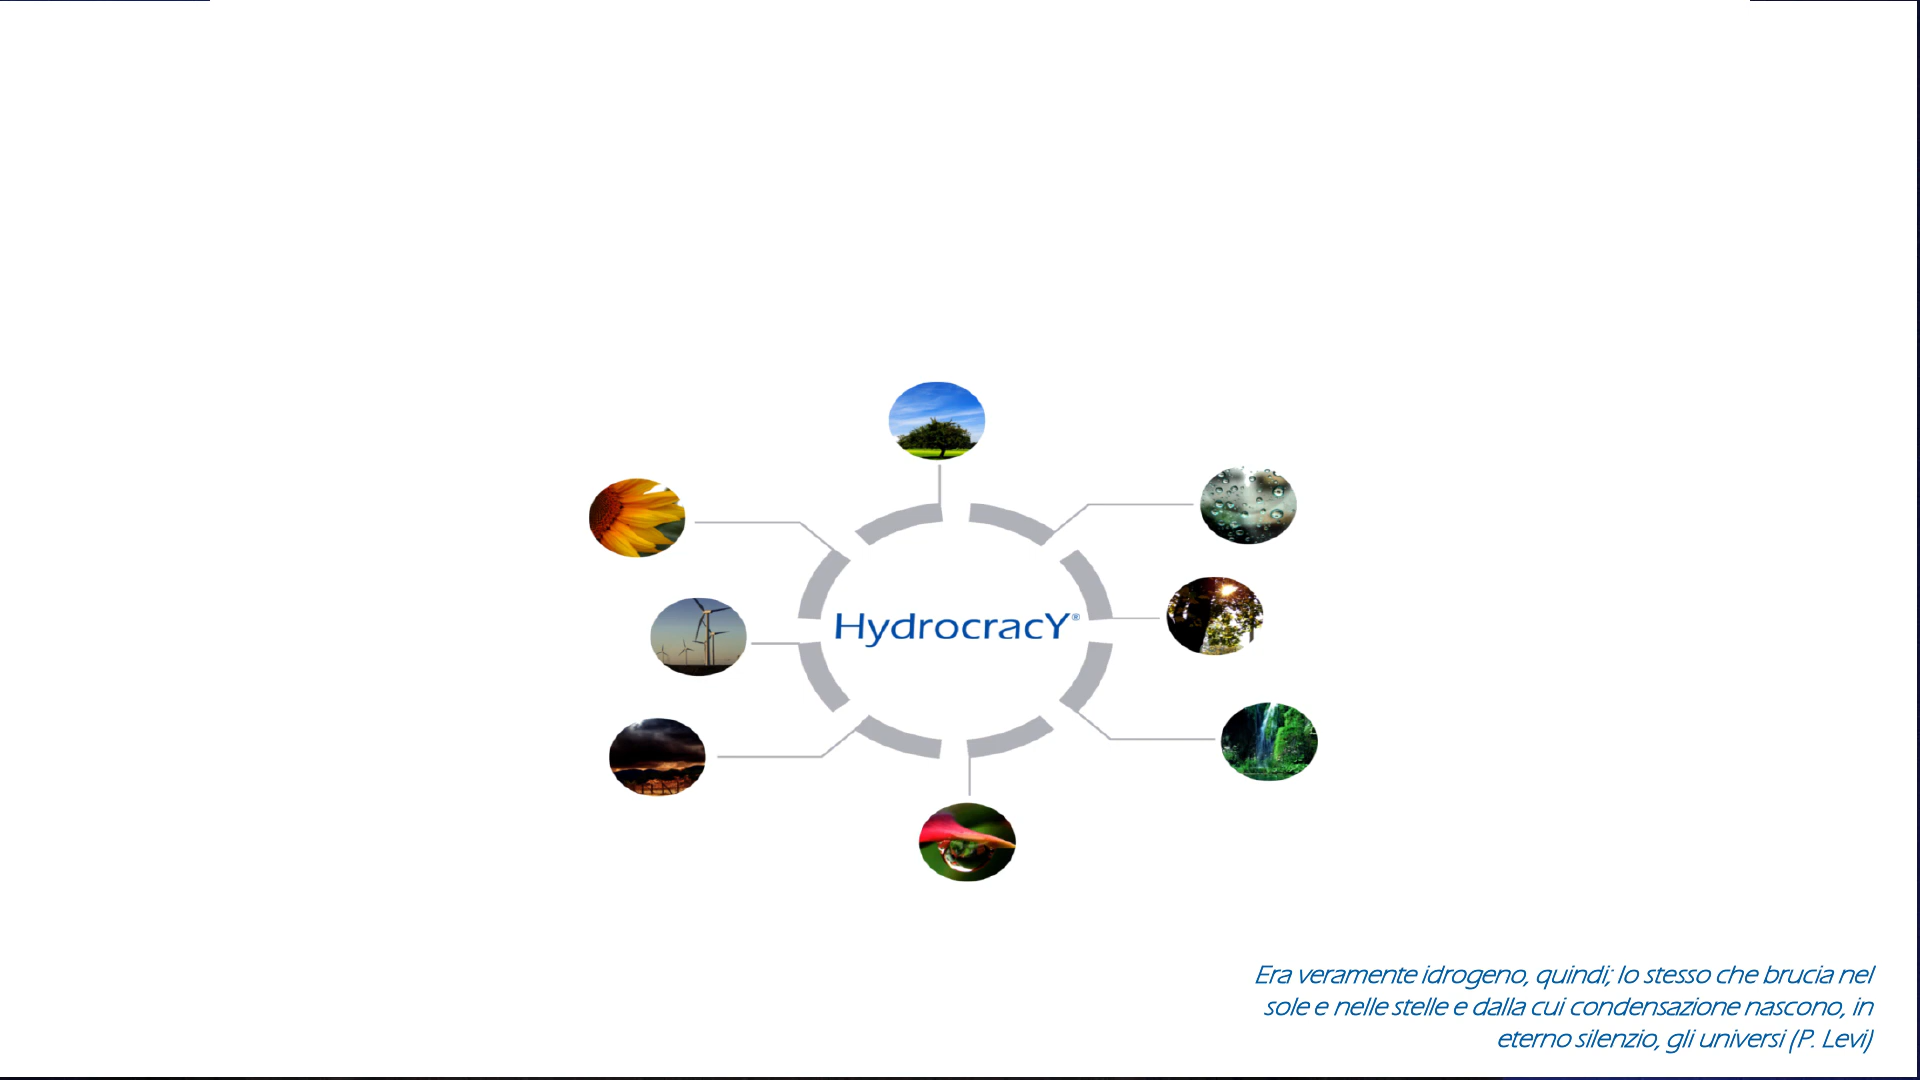 HydrocracY®
Era veramente idrogeno, quindi; lo stesso che brucia nel
sole e nelle stelle e dalla cui condensazione nascono, in
eterno silenzio, gli universi (P. Levi)